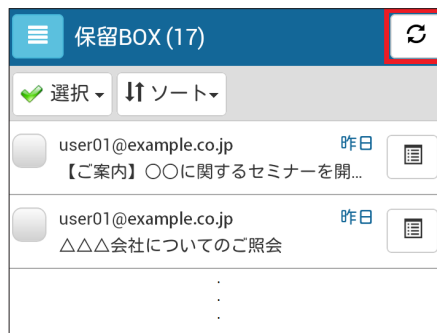 保留BOX (17)
選択 ソート
user01@example.co.jp 昨日
【ご案内】〇〇に関するセミナーを開...
user01@example.co.jp 昨日
△△△会社についてのご照会
.
.
.